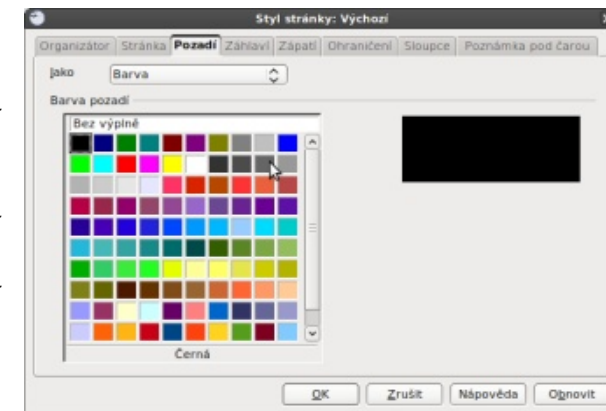 Styl stránky: Výchozí
Organizátor Stránka Pozadí Záhlaví Zápatí Ohraničení Sloupce Poznámka pod čarou
Jako Barva
Barva pozadí
Bez výplně
Černá
OK Zrušit Nápověda Obnovit